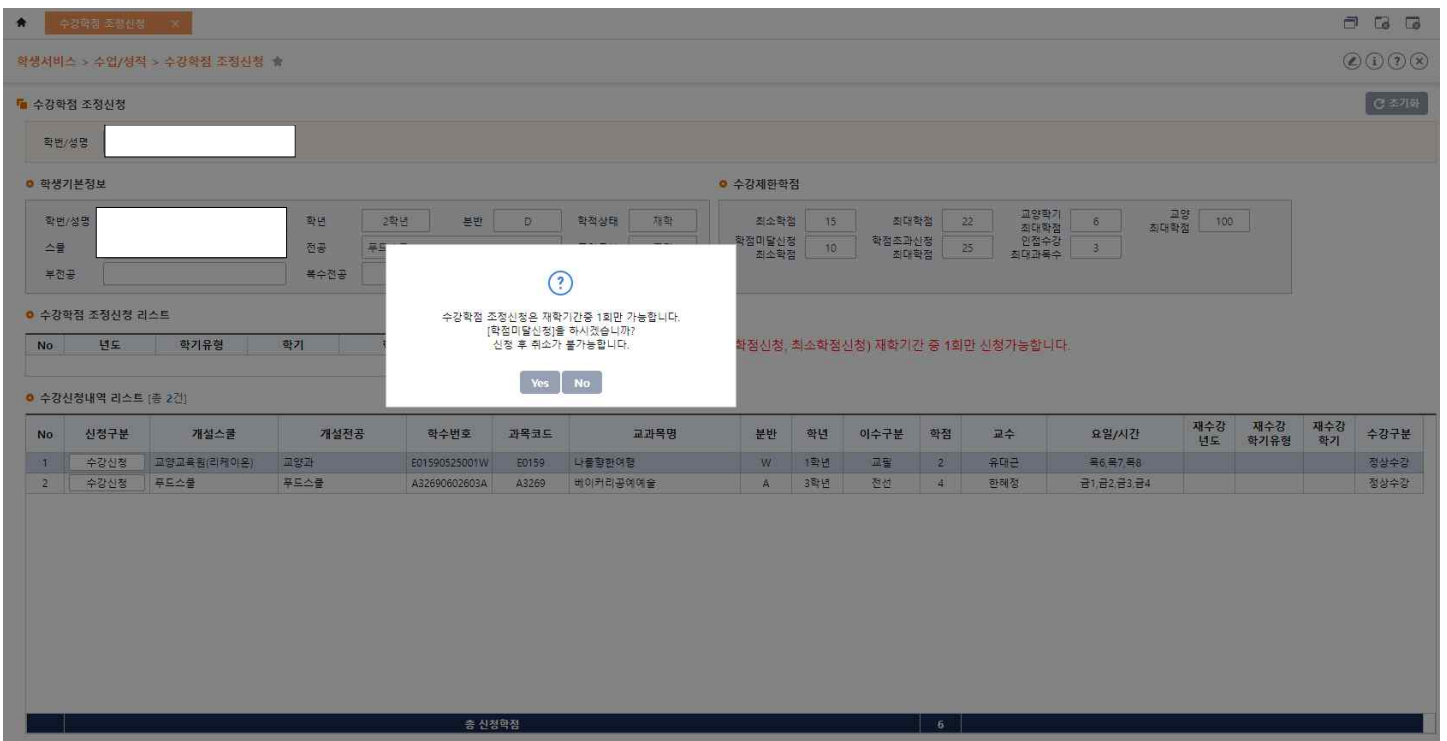 수강학점 조정신청 ×
학생서비스 > 수업/성적 > 수강학점 조정신청 ★
수강학점 조정신청
초기화
학번/성명
학생기본정보
수강제한학점
학번/성명 학년 2학년 분반 D 학적상태 재학
스쿨 전공
부전공 복수전공
최소학점 15 최대학점 22 교양학기 최대학점 6 교양 최대학점 100
학점미달신청 최소학점 10 학점초과신청 최대학점 25 인접수강 최대과목수 3
수강학점 조정신청은 재학기간중 1회만 가능합니다.
[학점미달신청]을 하시겠습니까?
신청 후 취소가 불가능합니다.
Yes No
수강학점 조정신청 리스트
No 년도 학기유형 학기
학점신청, 최소학점신청) 재학기간 중 1회만 신청가능합니다.
수강신청내역 리스트 [총 2건]
No 신청구분 개설스쿨 개설전공 학수번호 과목코드 교과목명 분반 학년 이수구분 학점 교수 요일/시간 재수강 년도 재수강 학기유형 재수강 학기 수강구분
1 수강신청 교양교육원(리케이온) 교양과 E01590525001W E0159 나를향한여행 W 1학년 교필 2 유대근 목6,목7,목8 정상수강
2 수강신청 푸드스쿨 푸드스쿨 A32690602603A A3269 베이커리공예예술 A 3학년 전선 4 한혜정 금1,금2,금3,금4 정상수강
총 신청학점 6